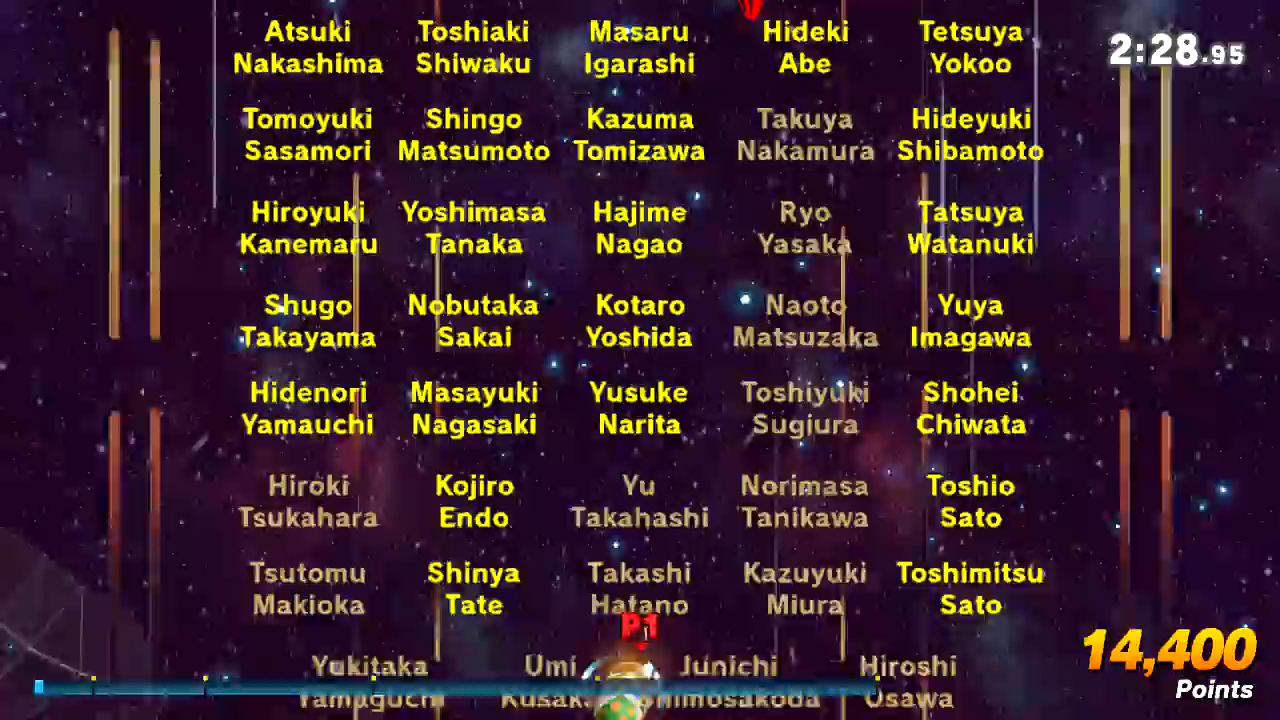 Atsuki Toshiaki Masaru Hideki Tetsuya
Nakashima Shiwaku Igarashi Abe Yokoo
2:28.95
Tomoyuki Shingo Kazuma Takuya Hideyuki
Sasamori Matsumoto Tomizawa Nakamura Shibamoto
Hiroyuki Yoshimasa Hajime Ryo Tatsuya
Kanemaru Tanaka Nagao Yasaka Watanuki
Shugo Nobutaka Kotaro Naoto Yuya
Takayama Sakai Yoshida Matsuzaka Imagawa
Hidenori Masayuki Yusuke Toshiyuki Shohei
Yamauchi Nagasaki Narita Sugiura Chiwata
Hiroki Kojiro Yu Norimasa Toshio
Tsukahara Endo Takahashi Tanikawa Sato
Tsutomu Shinya Takashi Kazuyuki Toshimitsu
Makioka Tate Hatano Miura Sato
P1
Yukitaka Umi Junichi Hiroshi
Yamaguchi Osawa
14,400
Points